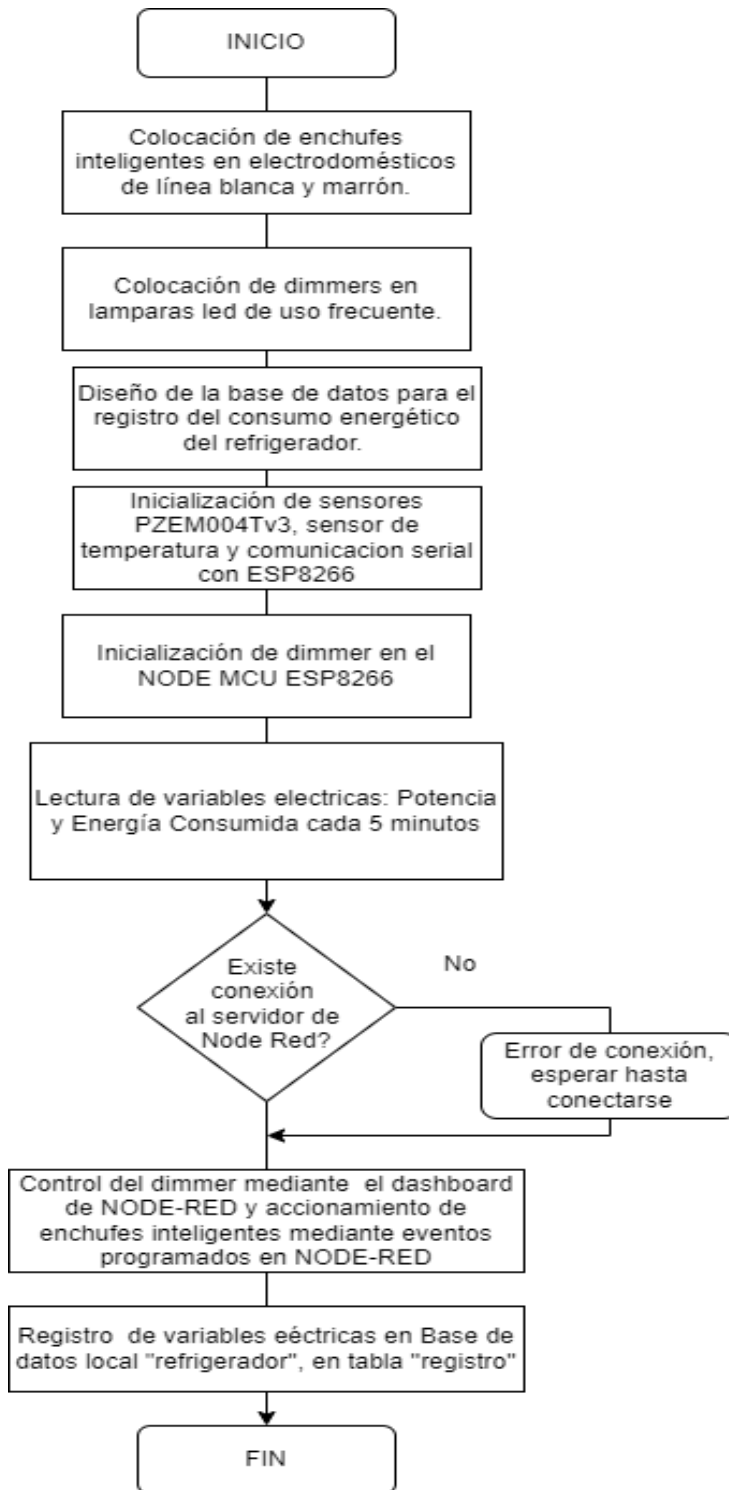 INICIO
Colocación de enchufes
inteligentes en electrodomésticos
de línea blanca y marrón.
Colocación de dimmers en
lamparas led de uso frecuente.
Diseño de la base de datos para el
registro del consumo energético
del refrigerador.
Inicialización de sensores
PZEM004Tv3, sensor de
temperatura y comunicacion serial
con ESP8266
Inicialización de dimmer en el
NODE MCU ESP8266
Lectura de variables electricas: Potencia
y Energía Consumida cada 5 minutos
Existe
conexión
al servidor de
Node Red?
No
Error de conexión,
esperar hasta
conectarse
Control del dimmer mediante  el dashboard
de NODE-RED y accionamiento de
enchufes inteligentes mediante eventos
programados en NODE-RED
Registro  de variables eéctricas en Base de
datos local "refrigerador", en tabla "registro"
FIN